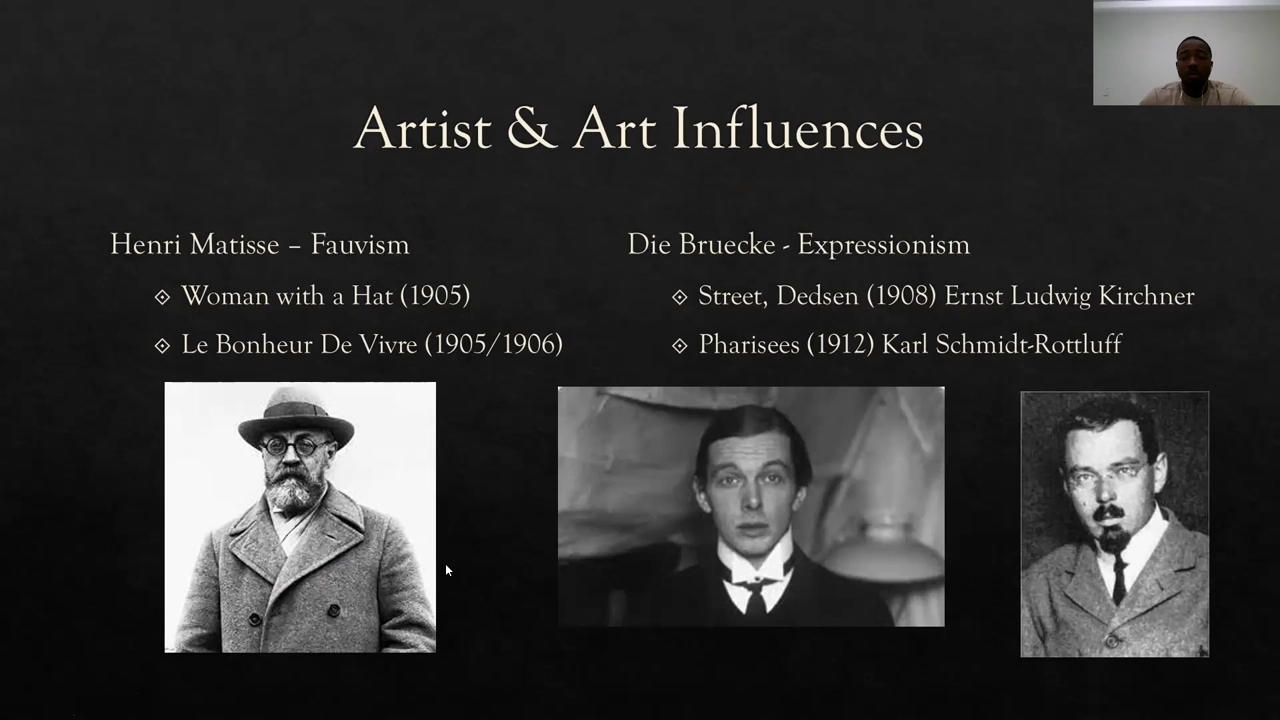 Artist & Art Influences
Henri Matisse – Fauvism
Woman with a Hat (1905)
Le Bonheur De Vivre (1905/1906)
Die Bruecke - Expressionism
Street, Dedsen (1908) Ernst Ludwig Kirchner
Pharisees (1912) Karl Schmidt-Rottluff